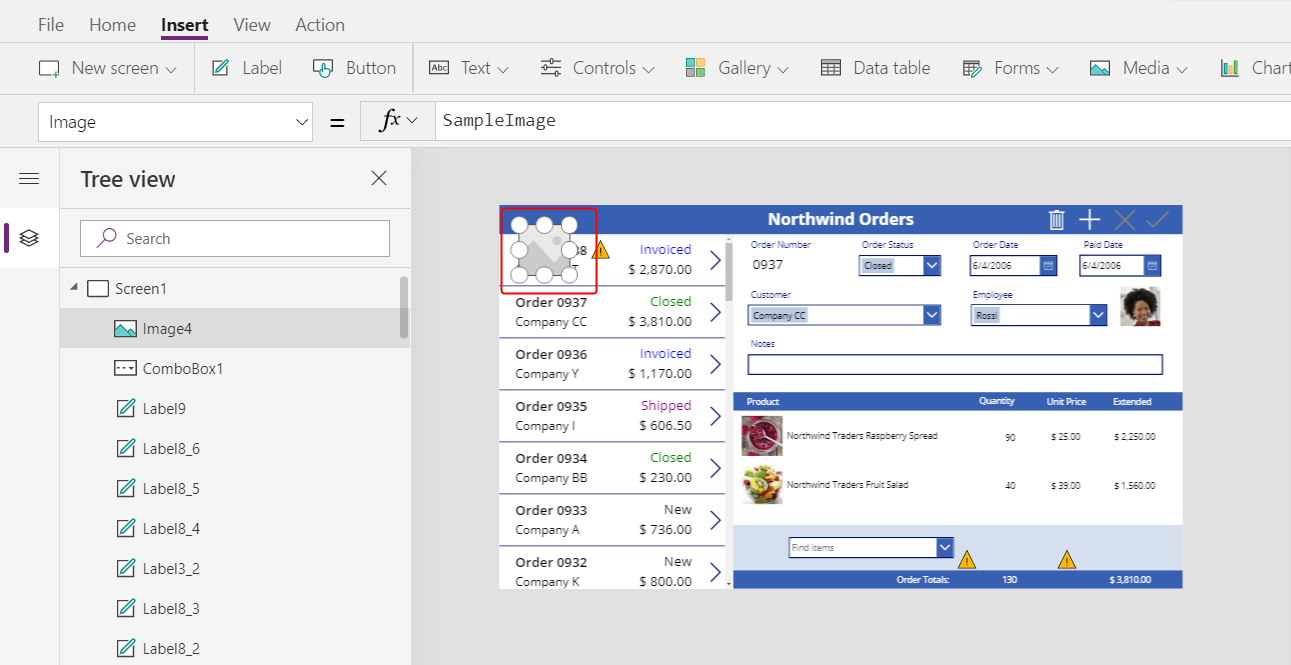 File Home Insert View Action
New screen Label Button Abc Text Controls Gallery Data table Forms Media Chart
Image = fx SampleImage
Tree view
Search
Screen1
Image4
ComboBox1
Label9
Label8_6
Label8_5
Label8_4
Label3_2
Label8_3
Label8_2
Northwind Orders
8 Invoiced
$ 2,870.00
Order 0937 Closed
Company CC $ 3,810.00
Order 0936 Invoiced
Company Y $ 1,170.00
Order 0935 Shipped
Company I $ 606.50
Order 0934 Closed
Company BB $ 230.00
Order 0933 New
Company A $ 736.00
Order 0932 New
Company K $ 800.00
Order Number Order Status Order Date Paid Date
0937 Closed 6/4/2006 6/4/2006
Customer Employee
Company CC Rossi
Notes
Product Quantity Unit Price Extended
Northwind Traders Raspberry Spread 90 $ 25.00 $ 2,250.00
Northwind Traders Fruit Salad 40 $ 39.00 $ 1,560.00
Find items
Order Totals: 130 $ 3,810.00